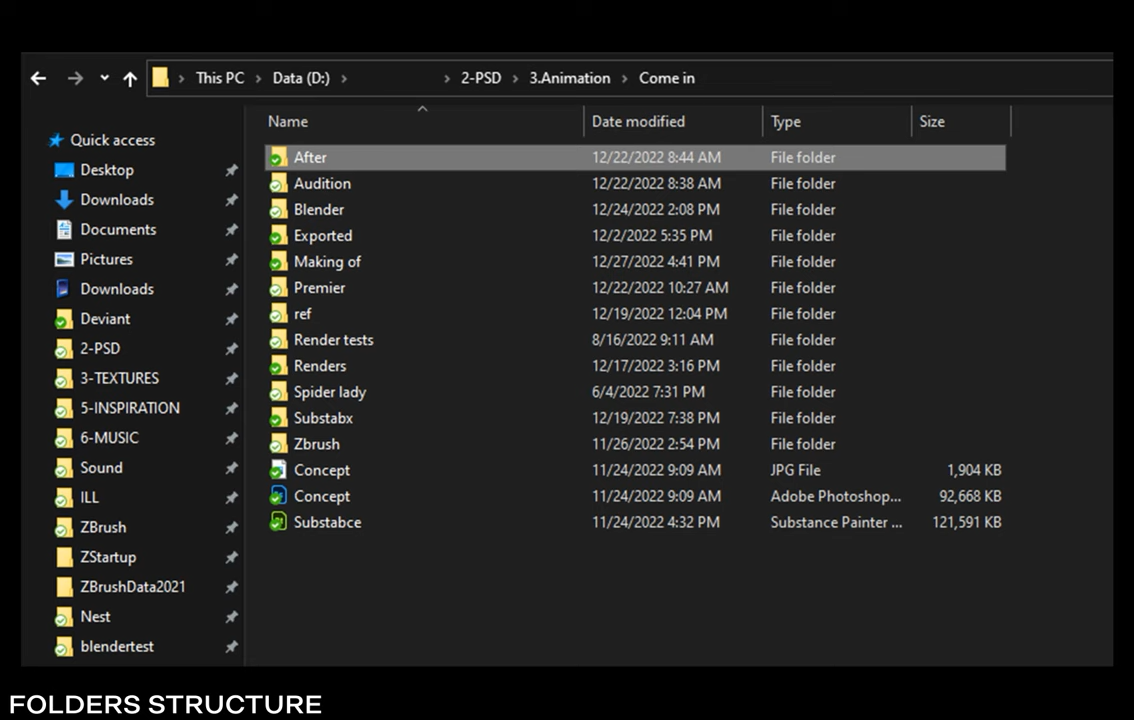 This PC > Data (D:) > > 2-PSD > 3.Animation > Come in
Name Date modified Type Size
Quick access
Desktop
Downloads
Documents
Pictures
Downloads
Deviant
2-PSD
3-TEXTURES
5-INSPIRATION
6-MUSIC
Sound
ILL
ZBrush
ZStartup
ZBrushData2021
Nest
blendertest
After 12/22/2022 8:44 AM File folder
Audition 12/22/2022 8:38 AM File folder
Blender 12/24/2022 2:08 PM File folder
Exported 12/2/2022 5:35 PM File folder
Making of 12/27/2022 4:41 PM File folder
Premier 12/22/2022 10:27 AM File folder
ref 12/19/2022 12:04 PM File folder
Render tests 8/16/2022 9:11 AM File folder
Renders 12/17/2022 3:16 PM File folder
Spider lady 6/4/2022 7:31 PM File folder
Substabx 12/19/2022 7:38 PM File folder
Zbrush 11/26/2022 2:54 PM File folder
Concept 11/24/2022 9:09 AM JPG File 1,904 KB
Concept 11/24/2022 9:09 AM Adobe Photoshop... 92,668 KB
Substabce 11/24/2022 4:32 PM Substance Painter ... 121,591 KB
FOLDERS STRUCTURE